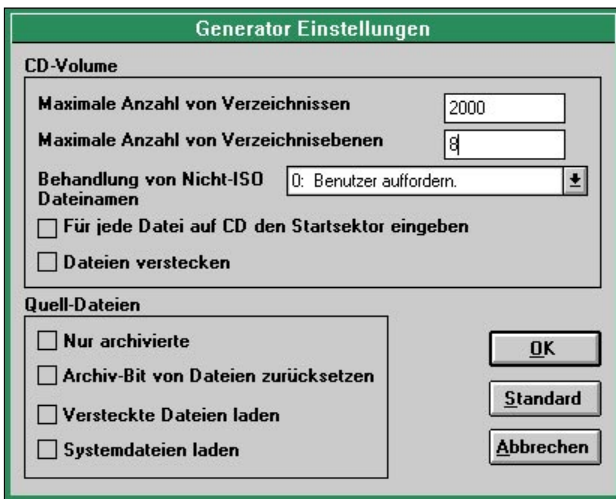 Generator Einstellungen
CD-Volume
Maximale Anzahl von Verzeichnissen 2000
Maximale Anzahl von Verzeichnisebenen 8
Behandlung von Nicht-ISO 0: Benutzer auffordern.
Dateinamen
Für jede Datei auf CD den Startsektor eingeben
Dateien verstecken
Quell-Dateien
Nur archivierte
Archiv-Bit von Dateien zurücksetzen
Versteckte Dateien laden
Systemdateien laden
OK
Standard
Abbrechen